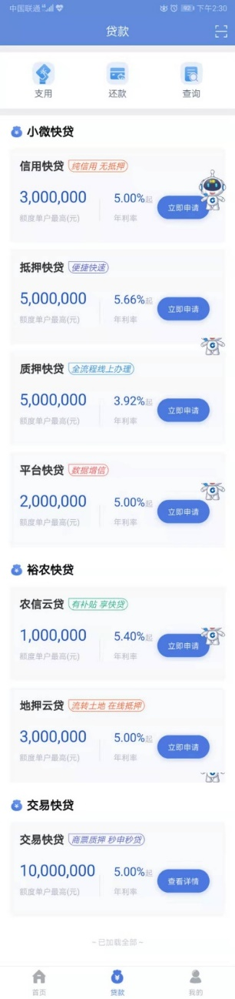 中国联通 下午2:30
贷款
支用 还款 查询
小微快贷
信用快贷 纯信用 无抵押
3,000,000 5.00%起
额度单户最高(元) 年利率 立即申请
抵押快贷 便捷快速
5,000,000 5.66%起
额度单户最高(元) 年利率 立即申请
质押快贷 全流程线上办理
5,000,000 3.92%起
额度单户最高(元) 年利率 立即申请
平台快贷 数据增信
2,000,000 5.00%起
额度单户最高(元) 年利率 立即申请
裕农快贷
农信云贷 有补贴 享快贷
1,000,000 5.40%起
额度单户最高(元) 年利率 立即申请
地押云贷 流转土地 在线抵押
3,000,000 5.00%起
额度单户最高(元) 年利率 立即申请
交易快贷
交易快贷 商票质押 秒申秒贷
10,000,000 5.00%起
额度单户最高(元) 年利率 查看详情
~ 已加载全部 ~
首页 贷款 我的